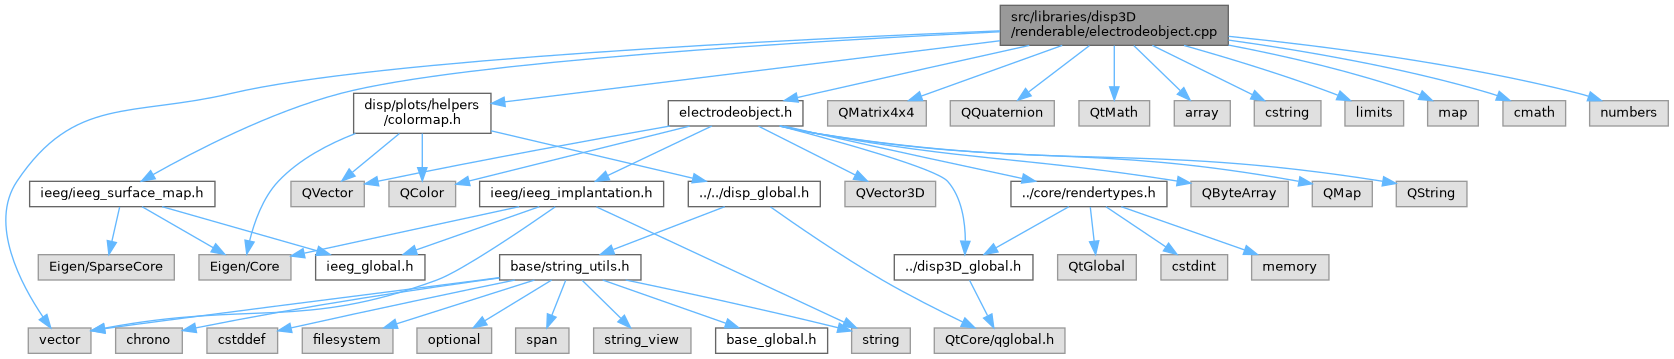 src/libraries/disp3D
/renderable/electrodeobject.cpp
disp/plots/helpers
/colormap.h
electrodeobject.h
QMatrix4x4
QQuaternion
QtMath
array
cstring
limits
map
cmath
numbers
ieeg/ieeg_surface_map.h
QVector
QColor
ieeg/ieeg_implantation.h
../../disp_global.h
QVector3D
../core/rendertypes.h
QByteArray
QMap
QString
Eigen/SparseCore
Eigen/Core
ieeg_global.h
base/string_utils.h
../disp3D_global.h
QtGlobal
cstdint
memory
vector
chrono
cstddef
filesystem
optional
span
string_view
base_global.h
string
QtCore/qglobal.h